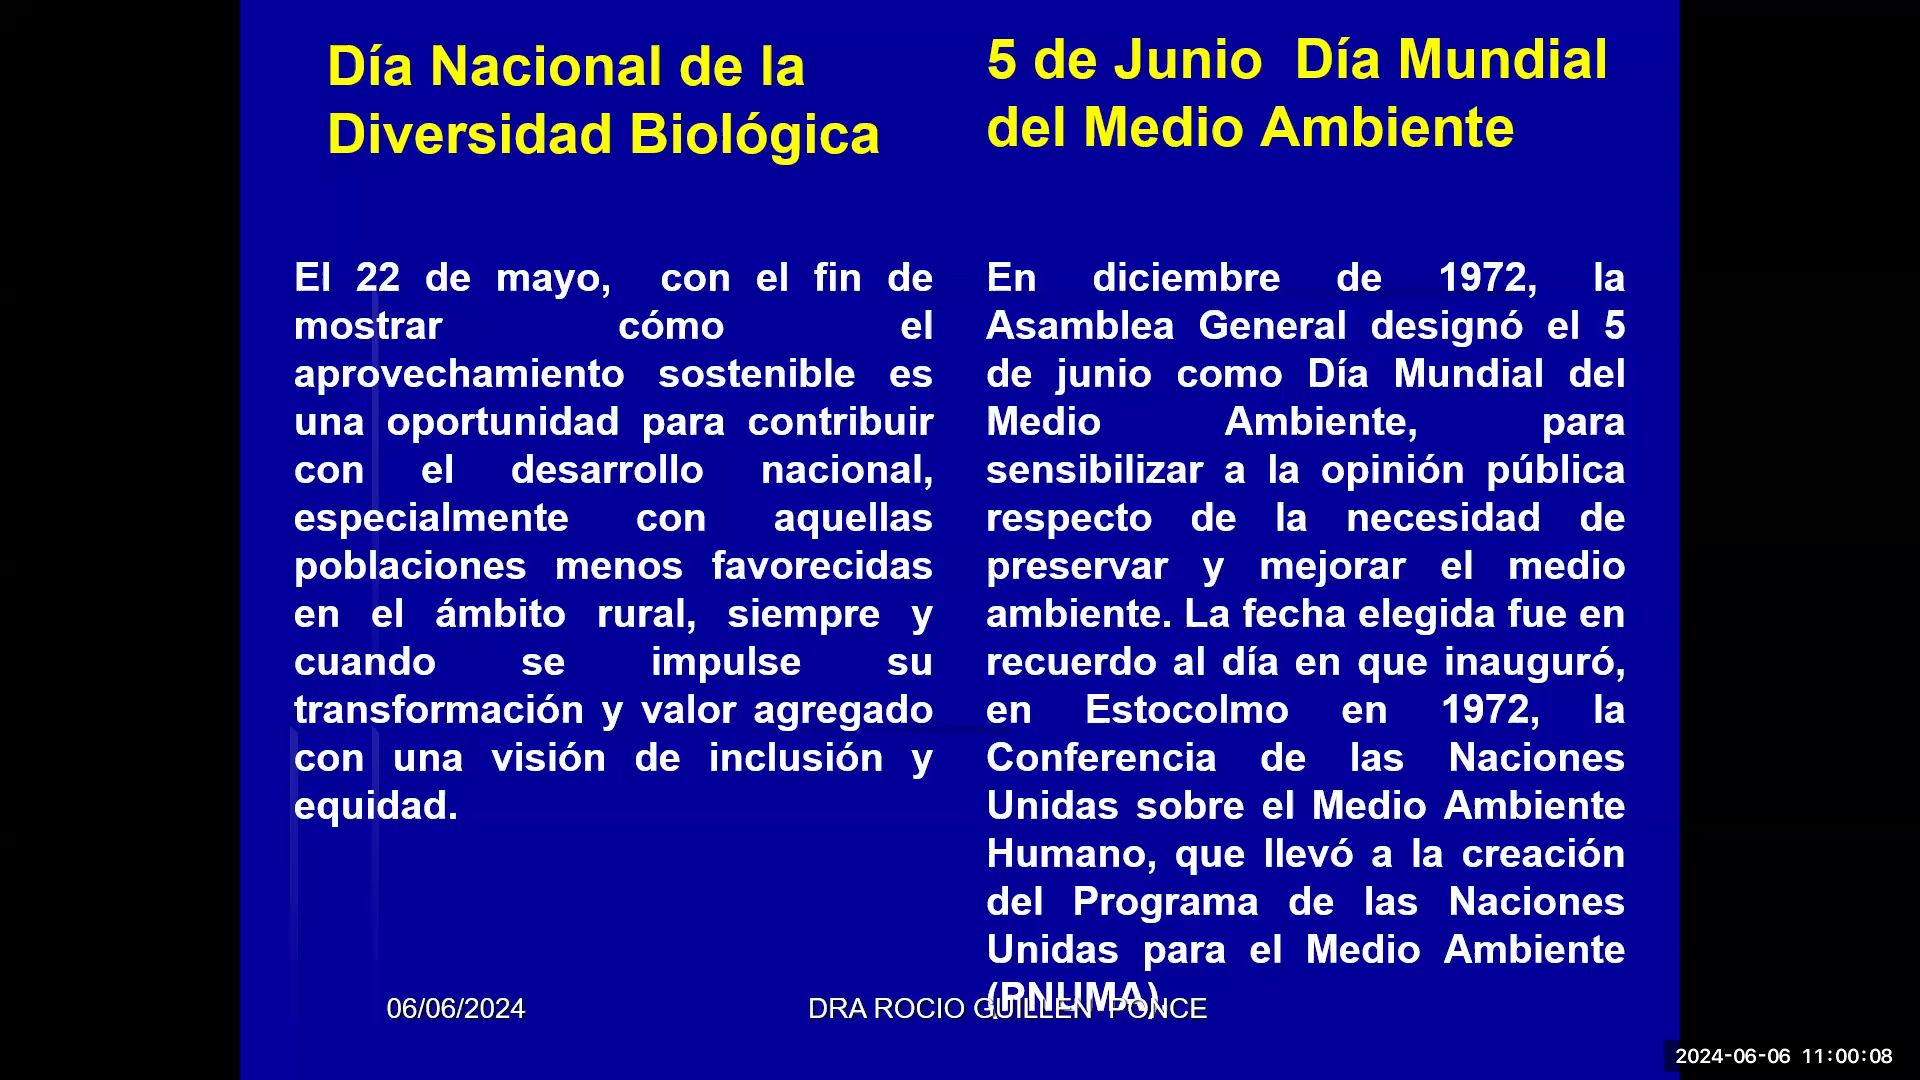 Día Nacional de la
Diversidad Biológica
El 22 de mayo, con el fin de
mostrar cómo el
aprovechamiento sostenible es
una oportunidad para contribuir
con el desarrollo nacional,
especialmente con aquellas
poblaciones menos favorecidas
en el ámbito rural, siempre y
cuando se impulse su
transformación y valor agregado
con una visión de inclusión y
equidad.
5 de Junio Día Mundial
del Medio Ambiente
En diciembre de 1972, la
Asamblea General designó el 5
de junio como Día Mundial del
Medio Ambiente, para
sensibilizar a la opinión pública
respecto de la necesidad de
preservar y mejorar el medio
ambiente. La fecha elegida fue en
recuerdo al día en que inauguró,
en Estocolmo en 1972, la
Conferencia de las Naciones
Unidas sobre el Medio Ambiente
Humano, que llevó a la creación
del Programa de las Naciones
Unidas para el Medio Ambiente
(PNUMA)
06/06/2024
DRA ROCIO GUILLEN PONCE
2024-06-06 11:00:08